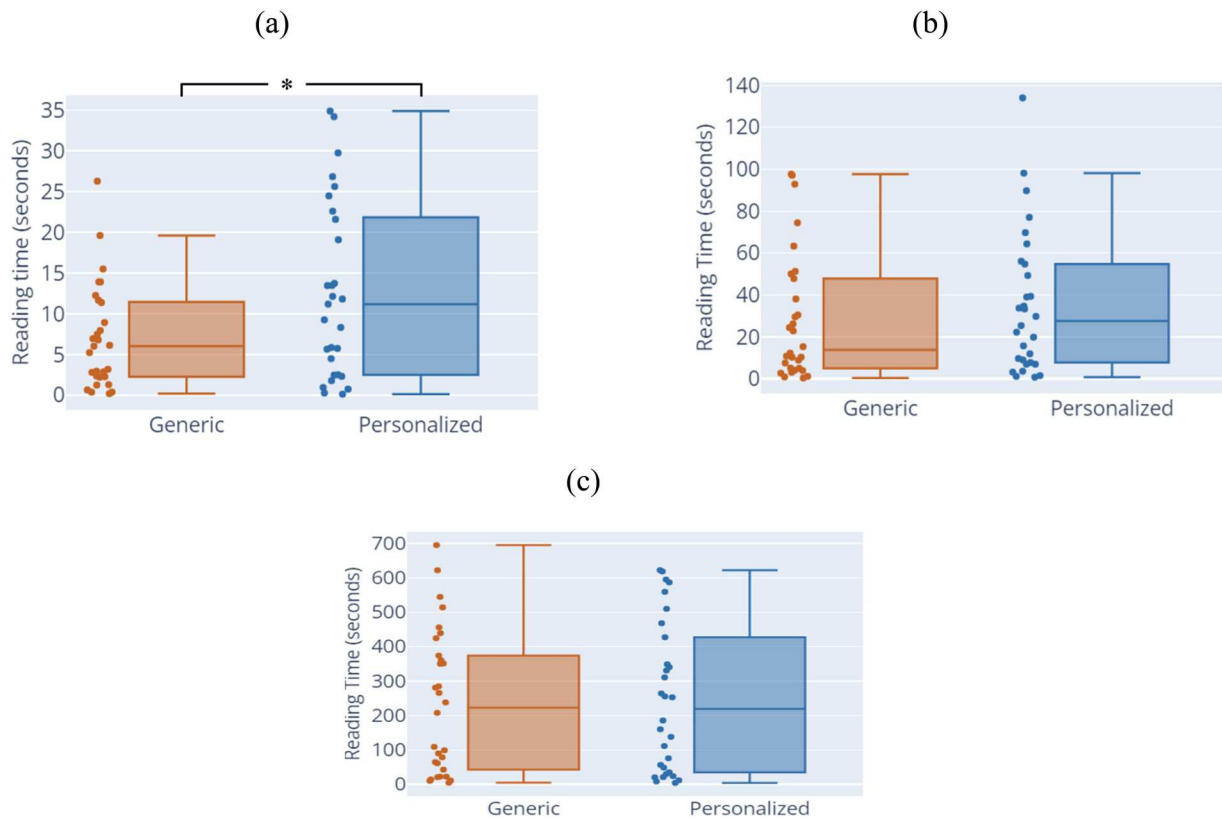 (a)
(b)
*
Reading time (seconds)
35
30
25
20
15
10
5
0
Generic
Personalized
Reading Time (seconds)
140
120
100
80
60
40
20
0
Generic
Personalized
(c)
Reading Time (seconds)
700
600
500
400
300
200
100
0
Generic
Personalized